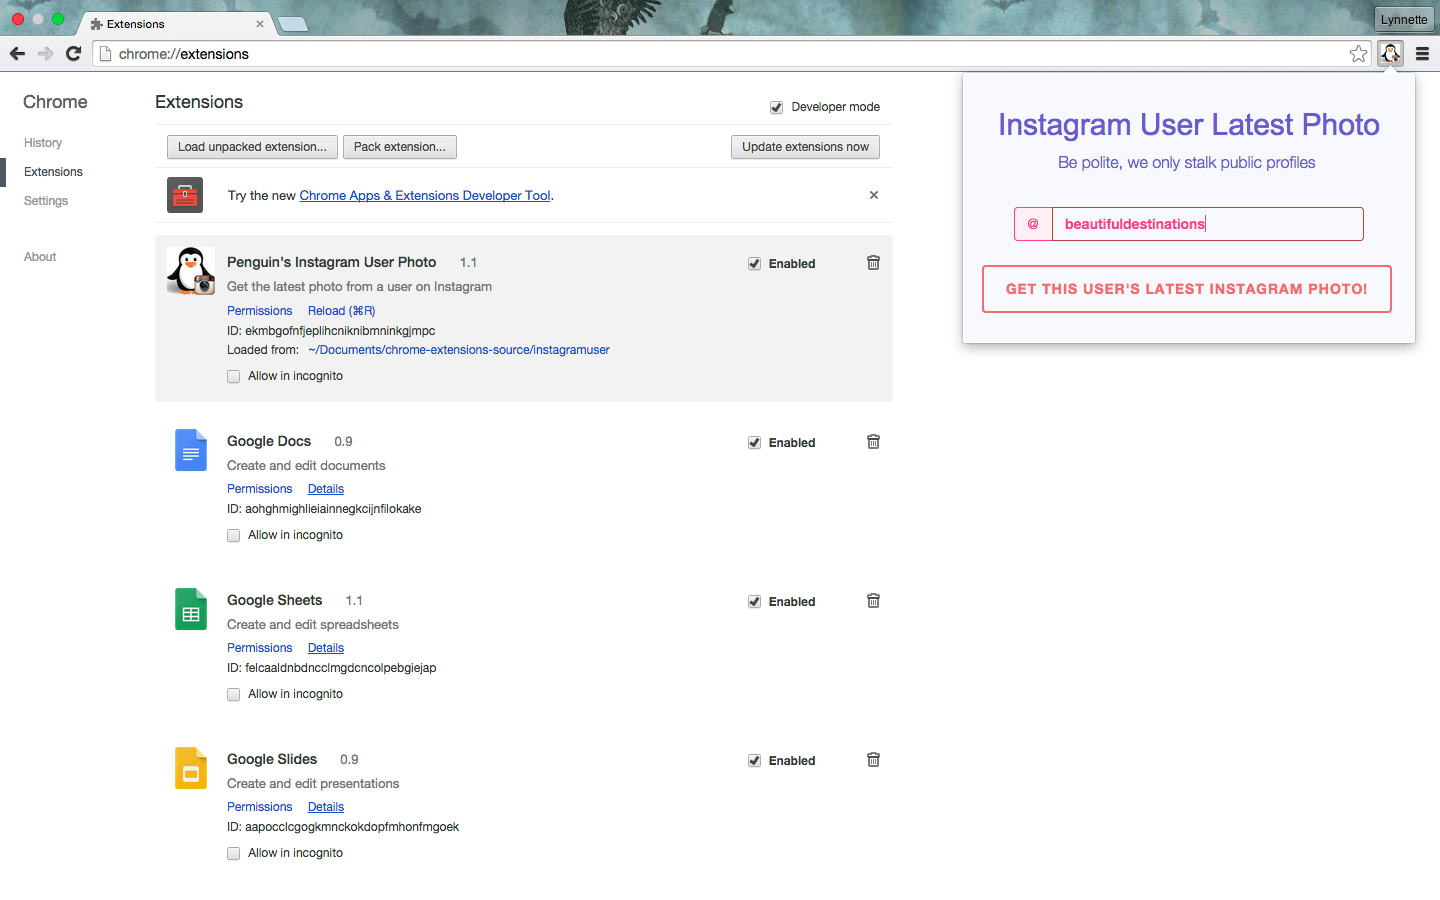 Extensions
Lynnette
chrome://extensions
Chrome
History
Extensions
Settings
About
Extensions
Developer mode
Load unpacked extension...
Pack extension...
Update extensions now
Try the new Chrome Apps & Extensions Developer Tool.
Penguin's Instagram User Photo 1.1
Enabled
Get the latest photo from a user on Instagram
Permissions Reload (⌘R)
ID: ekmbgofnfjeplihcniknibmninkgjmpc
Loaded from: ~/Documents/chrome-extensions-source/instagramuser
Allow in incognito
Google Docs 0.9
Enabled
Create and edit documents
Permissions Details
ID: aohghmighlieiainnegkcijnfilokake
Allow in incognito
Google Sheets 1.1
Enabled
Create and edit spreadsheets
Permissions Details
ID: felcaaldnbdncclmgdcncolpebgiejap
Allow in incognito
Google Slides 0.9
Enabled
Create and edit presentations
Permissions Details
ID: aapocclcgogkmnckokdopfmhonfmgoek
Allow in incognito
Instagram User Latest Photo
Be polite, we only stalk public profiles
@ beautifuldestinations
GET THIS USER'S LATEST INSTAGRAM PHOTO!